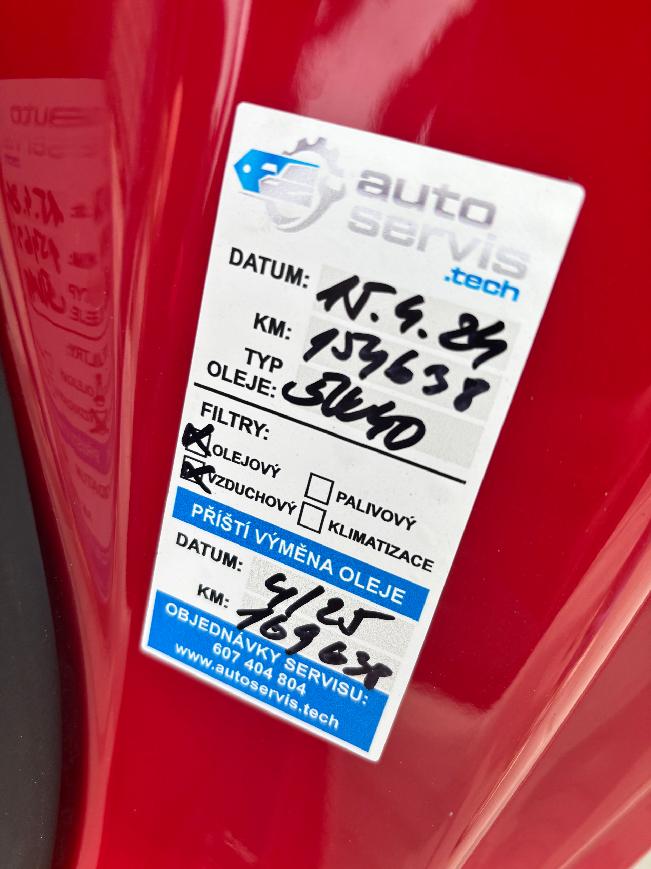 auto
servis
.tech
DATUM: 15.4.24
KM: 154638
TYP
OLEJE: 5W40
FILTRY:
OLEJOVÝ
PALIVOVÝ
VZDUCHOVÝ
KLIMATIZACE
PŘÍŠTÍ VÝMĚNA OLEJE
DATUM: 4/25
KM: 169638
OBJEDNÁVKY SERVISU:
607 404 804
www.autoservis.tech